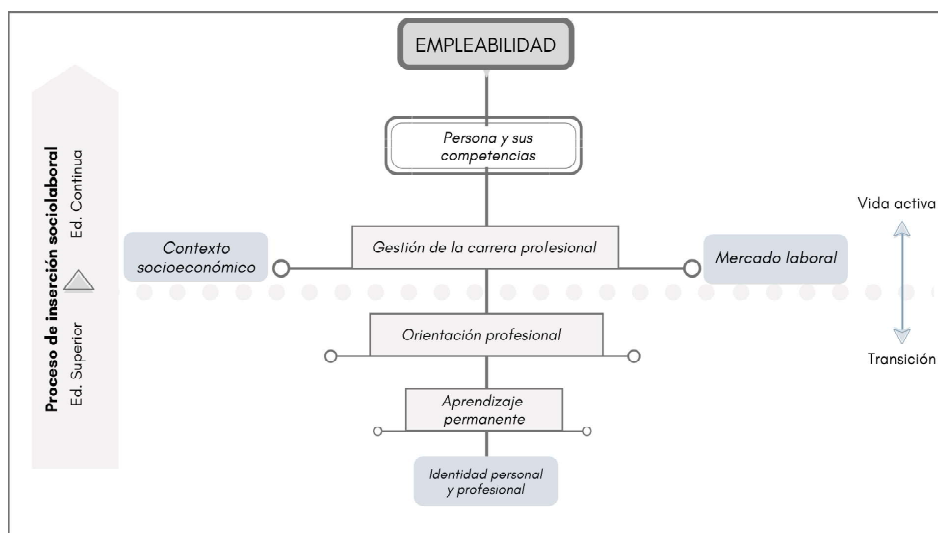 EMPLEABILIDAD
Persona y sus
competencias
Proceso de inserción sociolaboral
Ed. Superior
Ed. Continua
Contexto
socioeconómico
Gestión de la carrera profesional
Mercado laboral
Vida activa
Transición
Orientación profesional
Aprendizaje
permanente
Identidad personal
y profesional